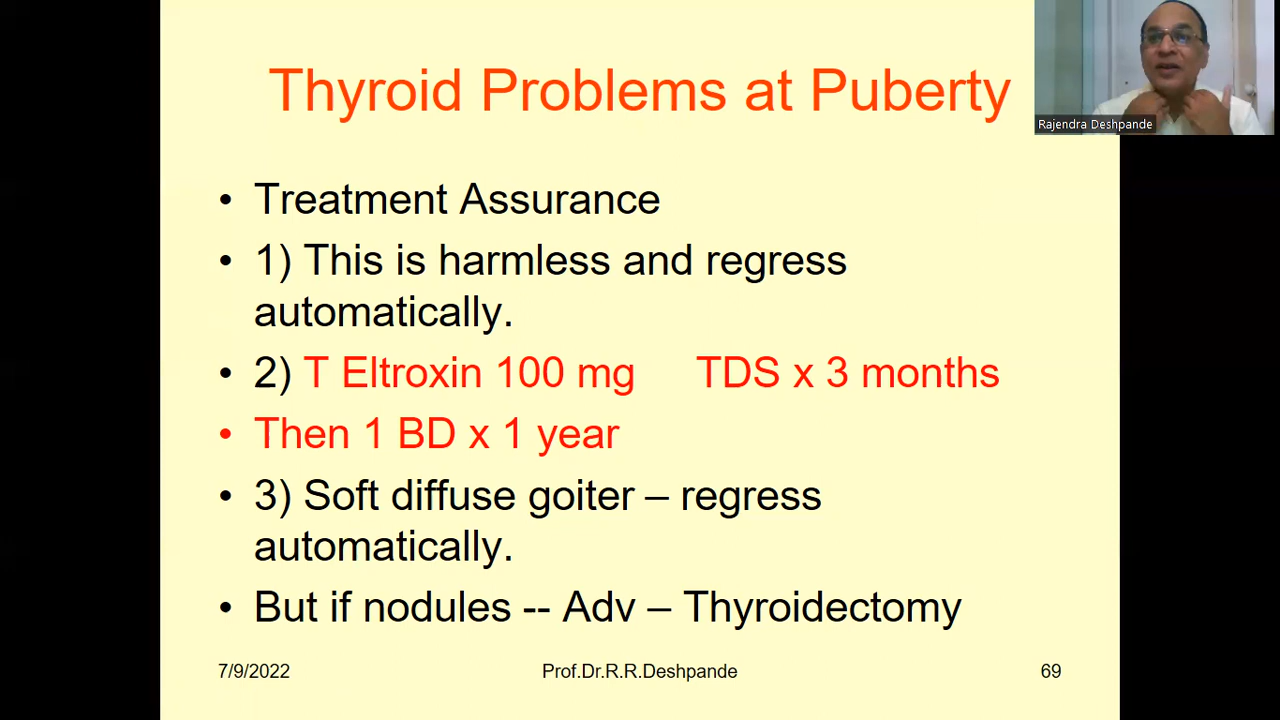 Thyroid Problems at Puberty
Rajendra Deshpande
• Treatment Assurance
• 1) This is harmless and regress
automatically.
• 2) T Eltroxin 100 mg TDS x 3 months
• Then 1 BD x 1 year
• 3) Soft diffuse goiter – regress
automatically.
• But if nodules -- Adv – Thyroidectomy
7/9/2022 Prof.Dr.R.R.Deshpande 69